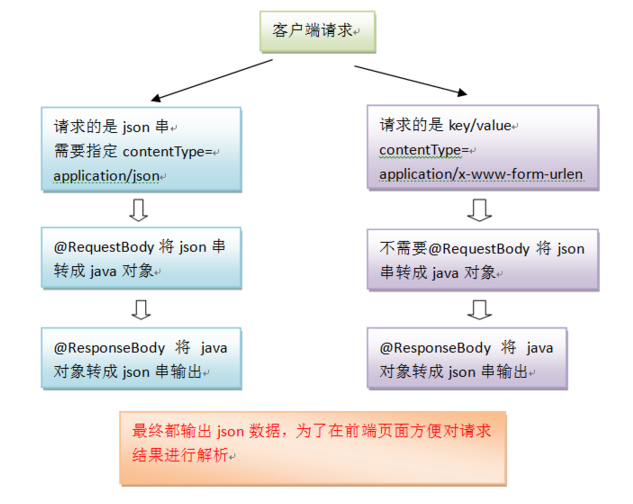 客户端请求
请求的是 json 串
需要指定 contentType=
application/json
请求的是 key/value
contentType=
application/x-www-form-urlen
@RequestBody 将 json 串
转成 java 对象
不需要@RequestBody 将 json
串转成 java 对象
@ResponseBody 将 java
对象转成 json 串输出
@ResponseBody 将 java
对象转成 json 串输出
最终都输出 json 数据，为了在前端页面方便对请求
结果进行解析